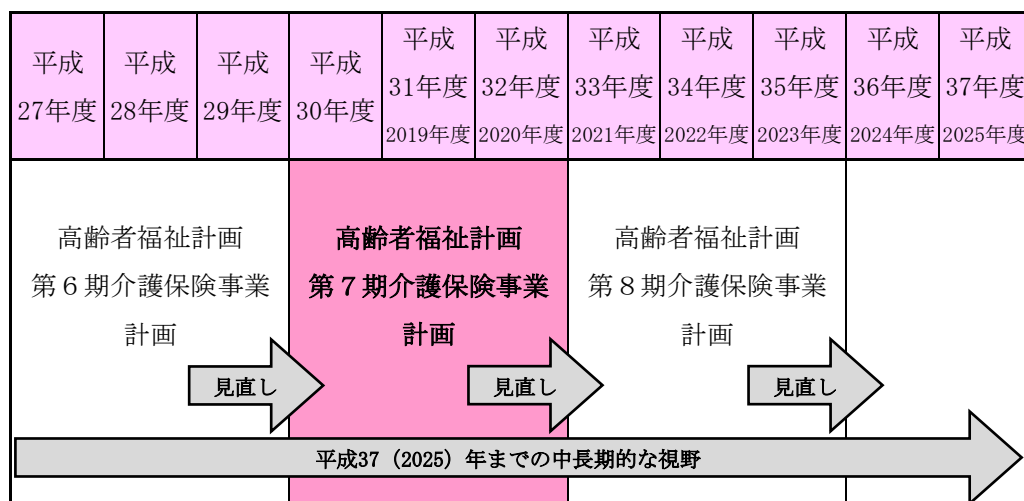 平成
27年度
平成
28年度
平成
29年度
平成
30年度
平成
31年度
2019年度
平成
32年度
2020年度
平成
33年度
2021年度
平成
34年度
2022年度
平成
35年度
2023年度
平成
36年度
2024年度
平成
37年度
2025年度
高齢者福祉計画
第６期介護保険事業
計画
高齢者福祉計画
第７期介護保険事業
計画
高齢者福祉計画
第８期介護保険事業
計画
見直し
見直し
見直し
平成37（2025）年までの中長期的な視野